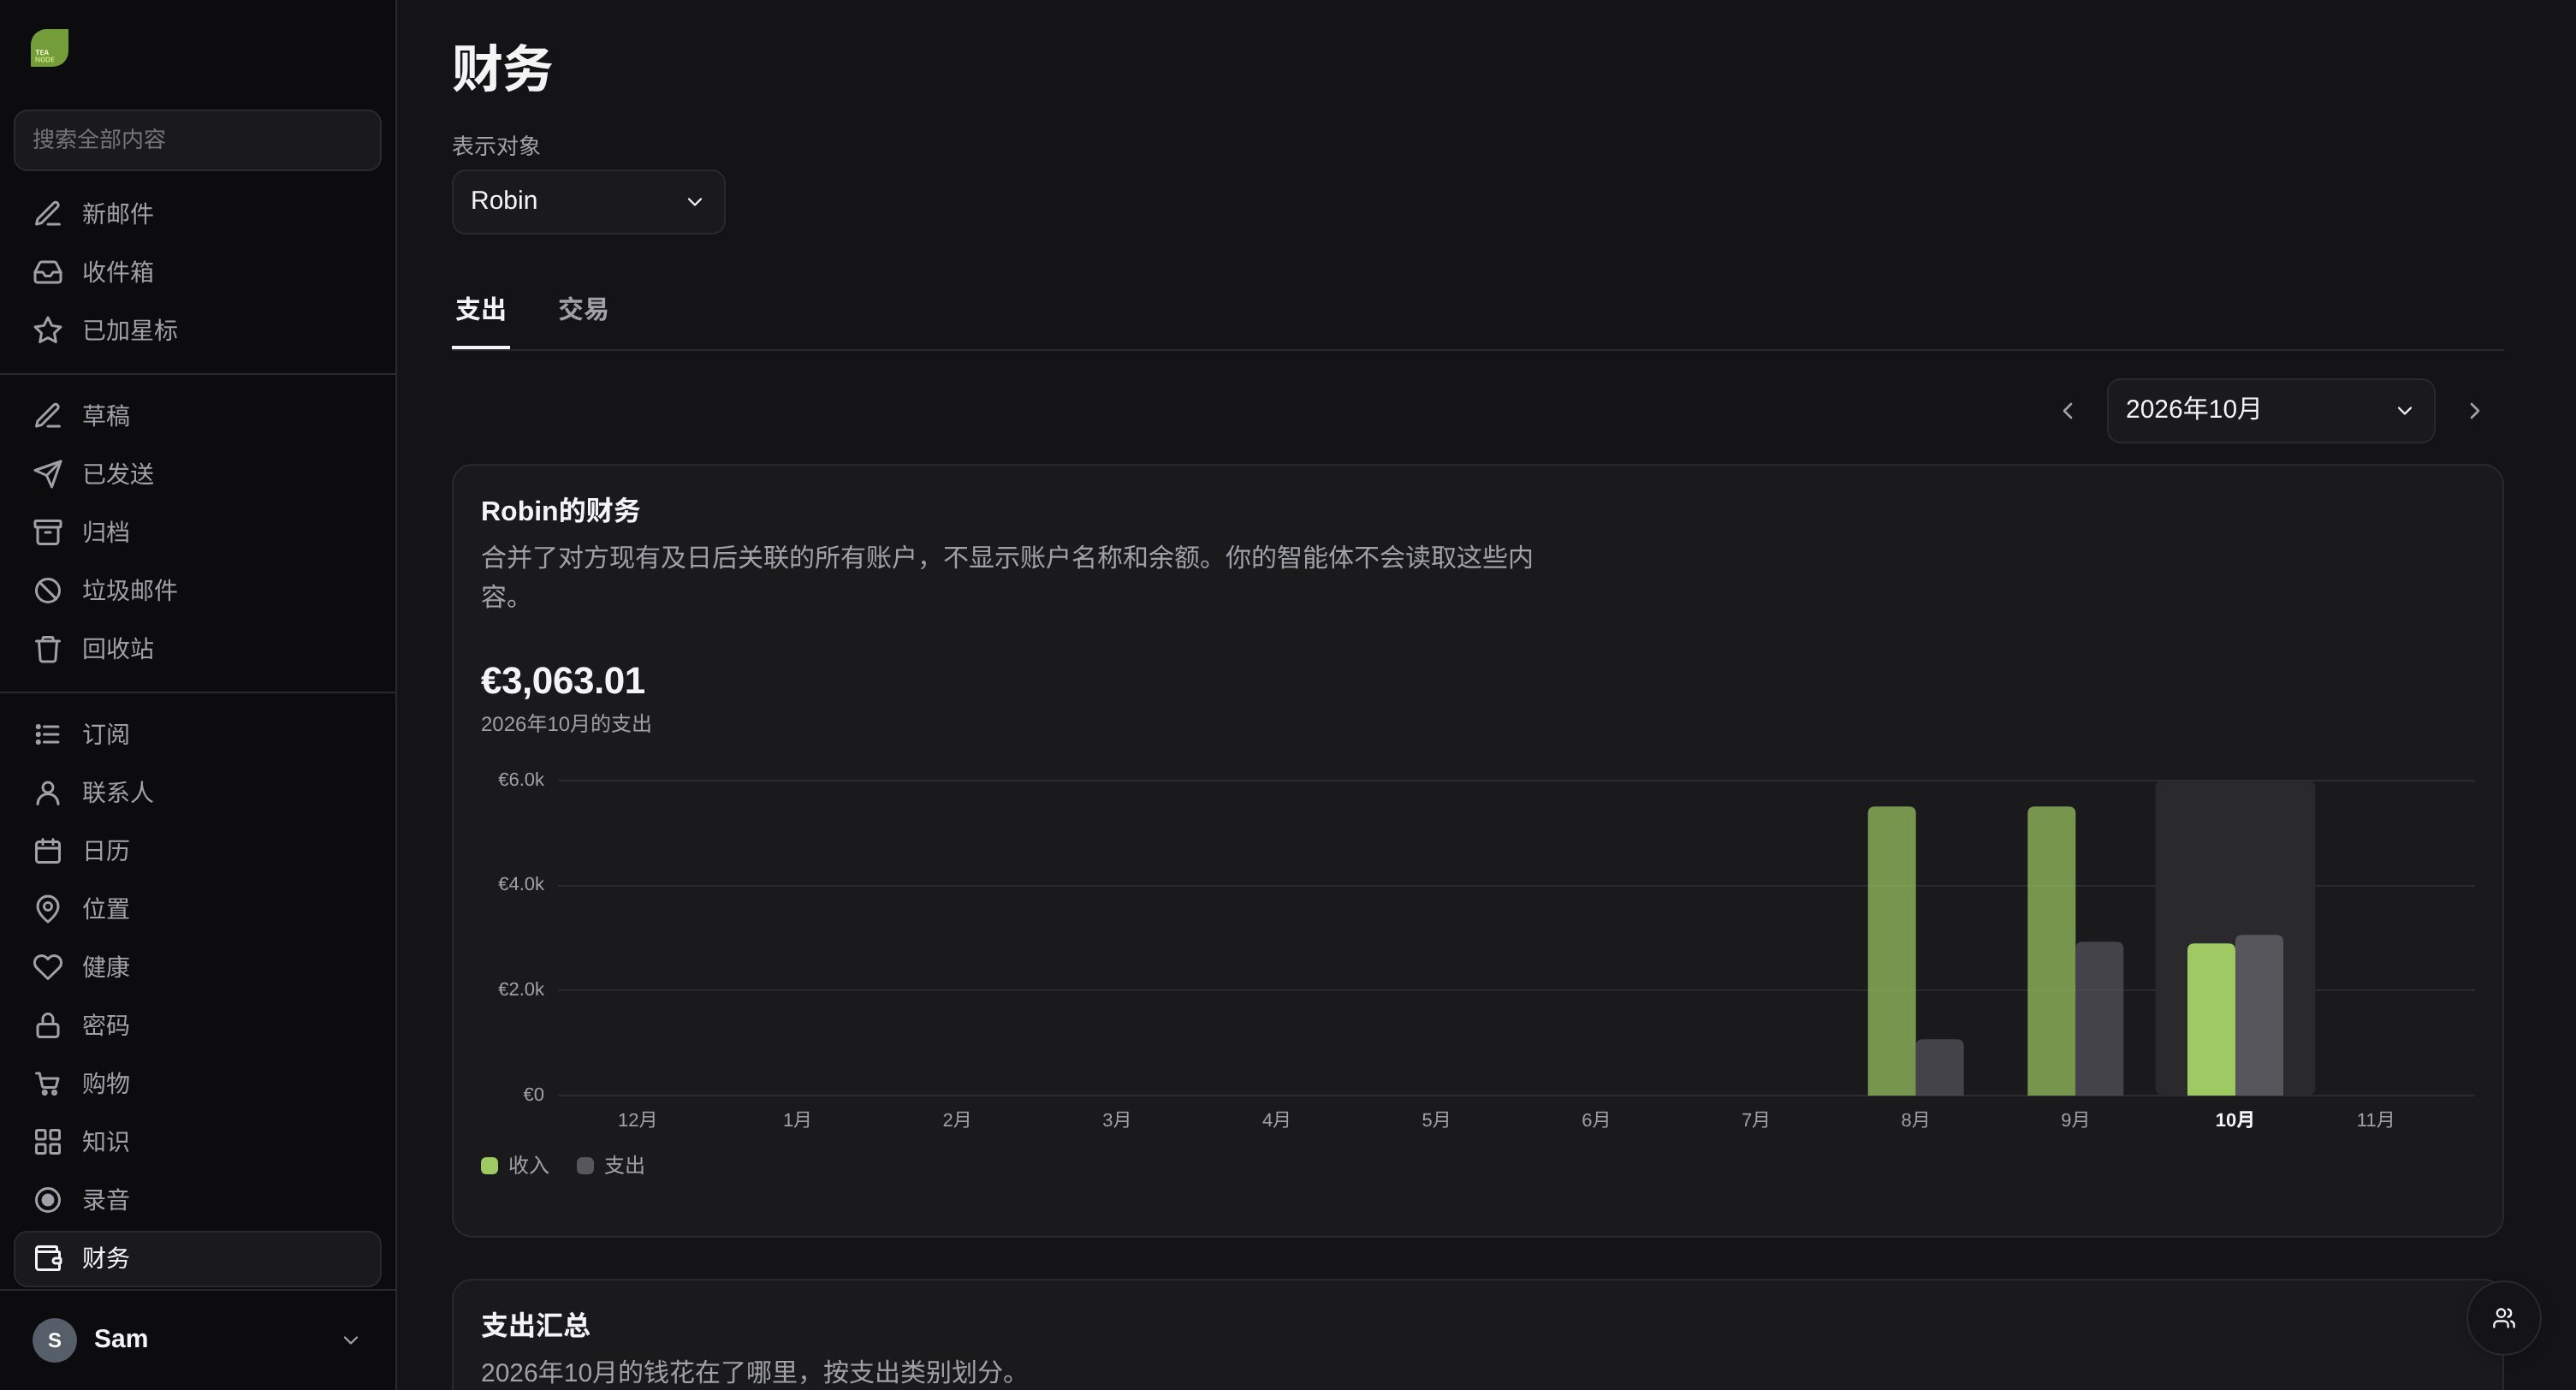 TEA
NODE
搜索全部内容
新邮件
收件箱
已加星标
草稿
已发送
归档
垃圾邮件
回收站
订阅
联系人
日历
位置
健康
密码
购物
知识
录音
财务
S
Sam
财务
表示对象
Robin
支出
交易
2026年10月
Robin的财务
合并了对方现有及日后关联的所有账户，不显示账户名称和余额。你的智能体不会读取这些内
容。
€3,063.01
2026年10月的支出
€6.0k
€4.0k
€2.0k
€0
12月
1月
2月
3月
4月
5月
6月
7月
8月
9月
10月
11月
收入
支出
支出汇总
2026年10月的钱花在了哪里，按支出类别划分。